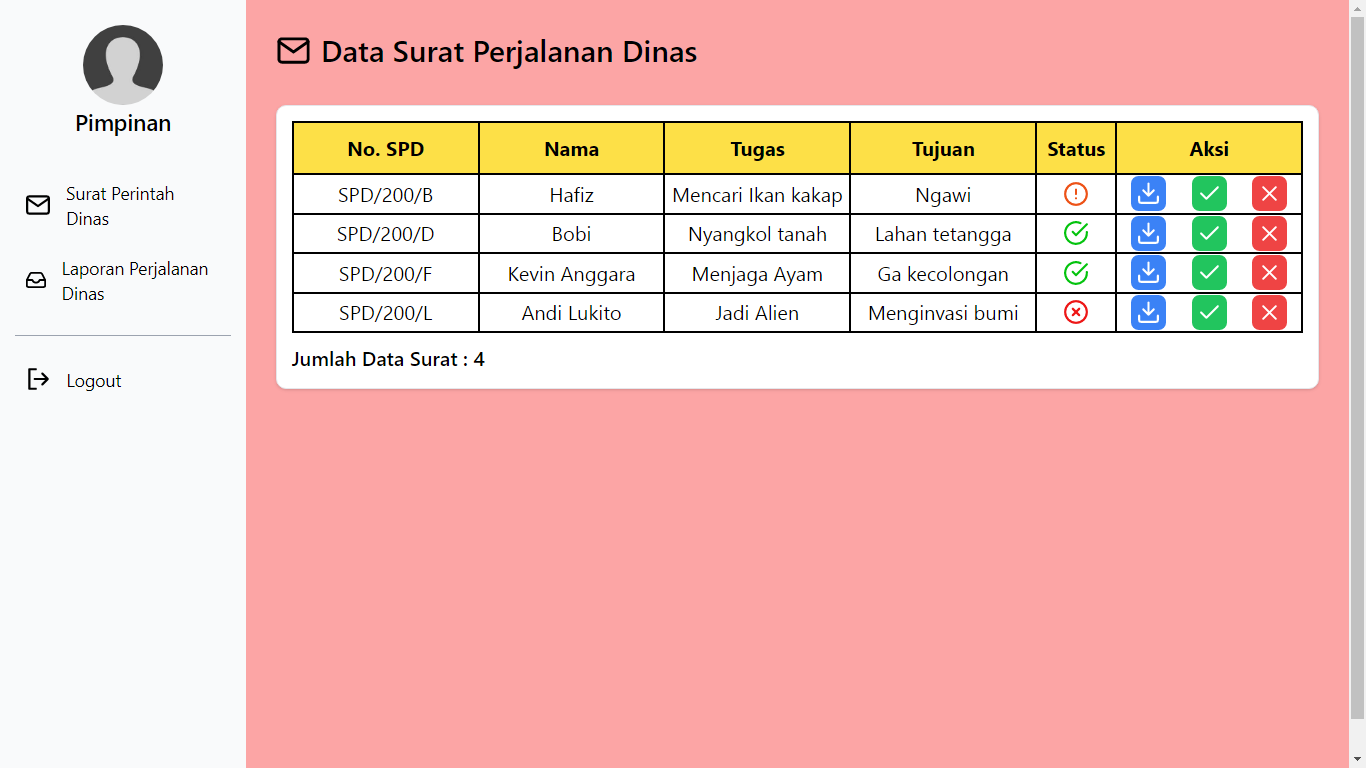 Pimpinan
Surat Perintah
Dinas
Laporan Perjalanan
Dinas
Logout
Data Surat Perjalanan Dinas
No. SPD Nama Tugas Tujuan Status Aksi
SPD/200/B Hafiz Mencari Ikan kakap Ngawi
SPD/200/D Bobi Nyangkol tanah Lahan tetangga
SPD/200/F Kevin Anggara Menjaga Ayam Ga kecolongan
SPD/200/L Andi Lukito Jadi Alien Menginvasi bumi
Jumlah Data Surat : 4